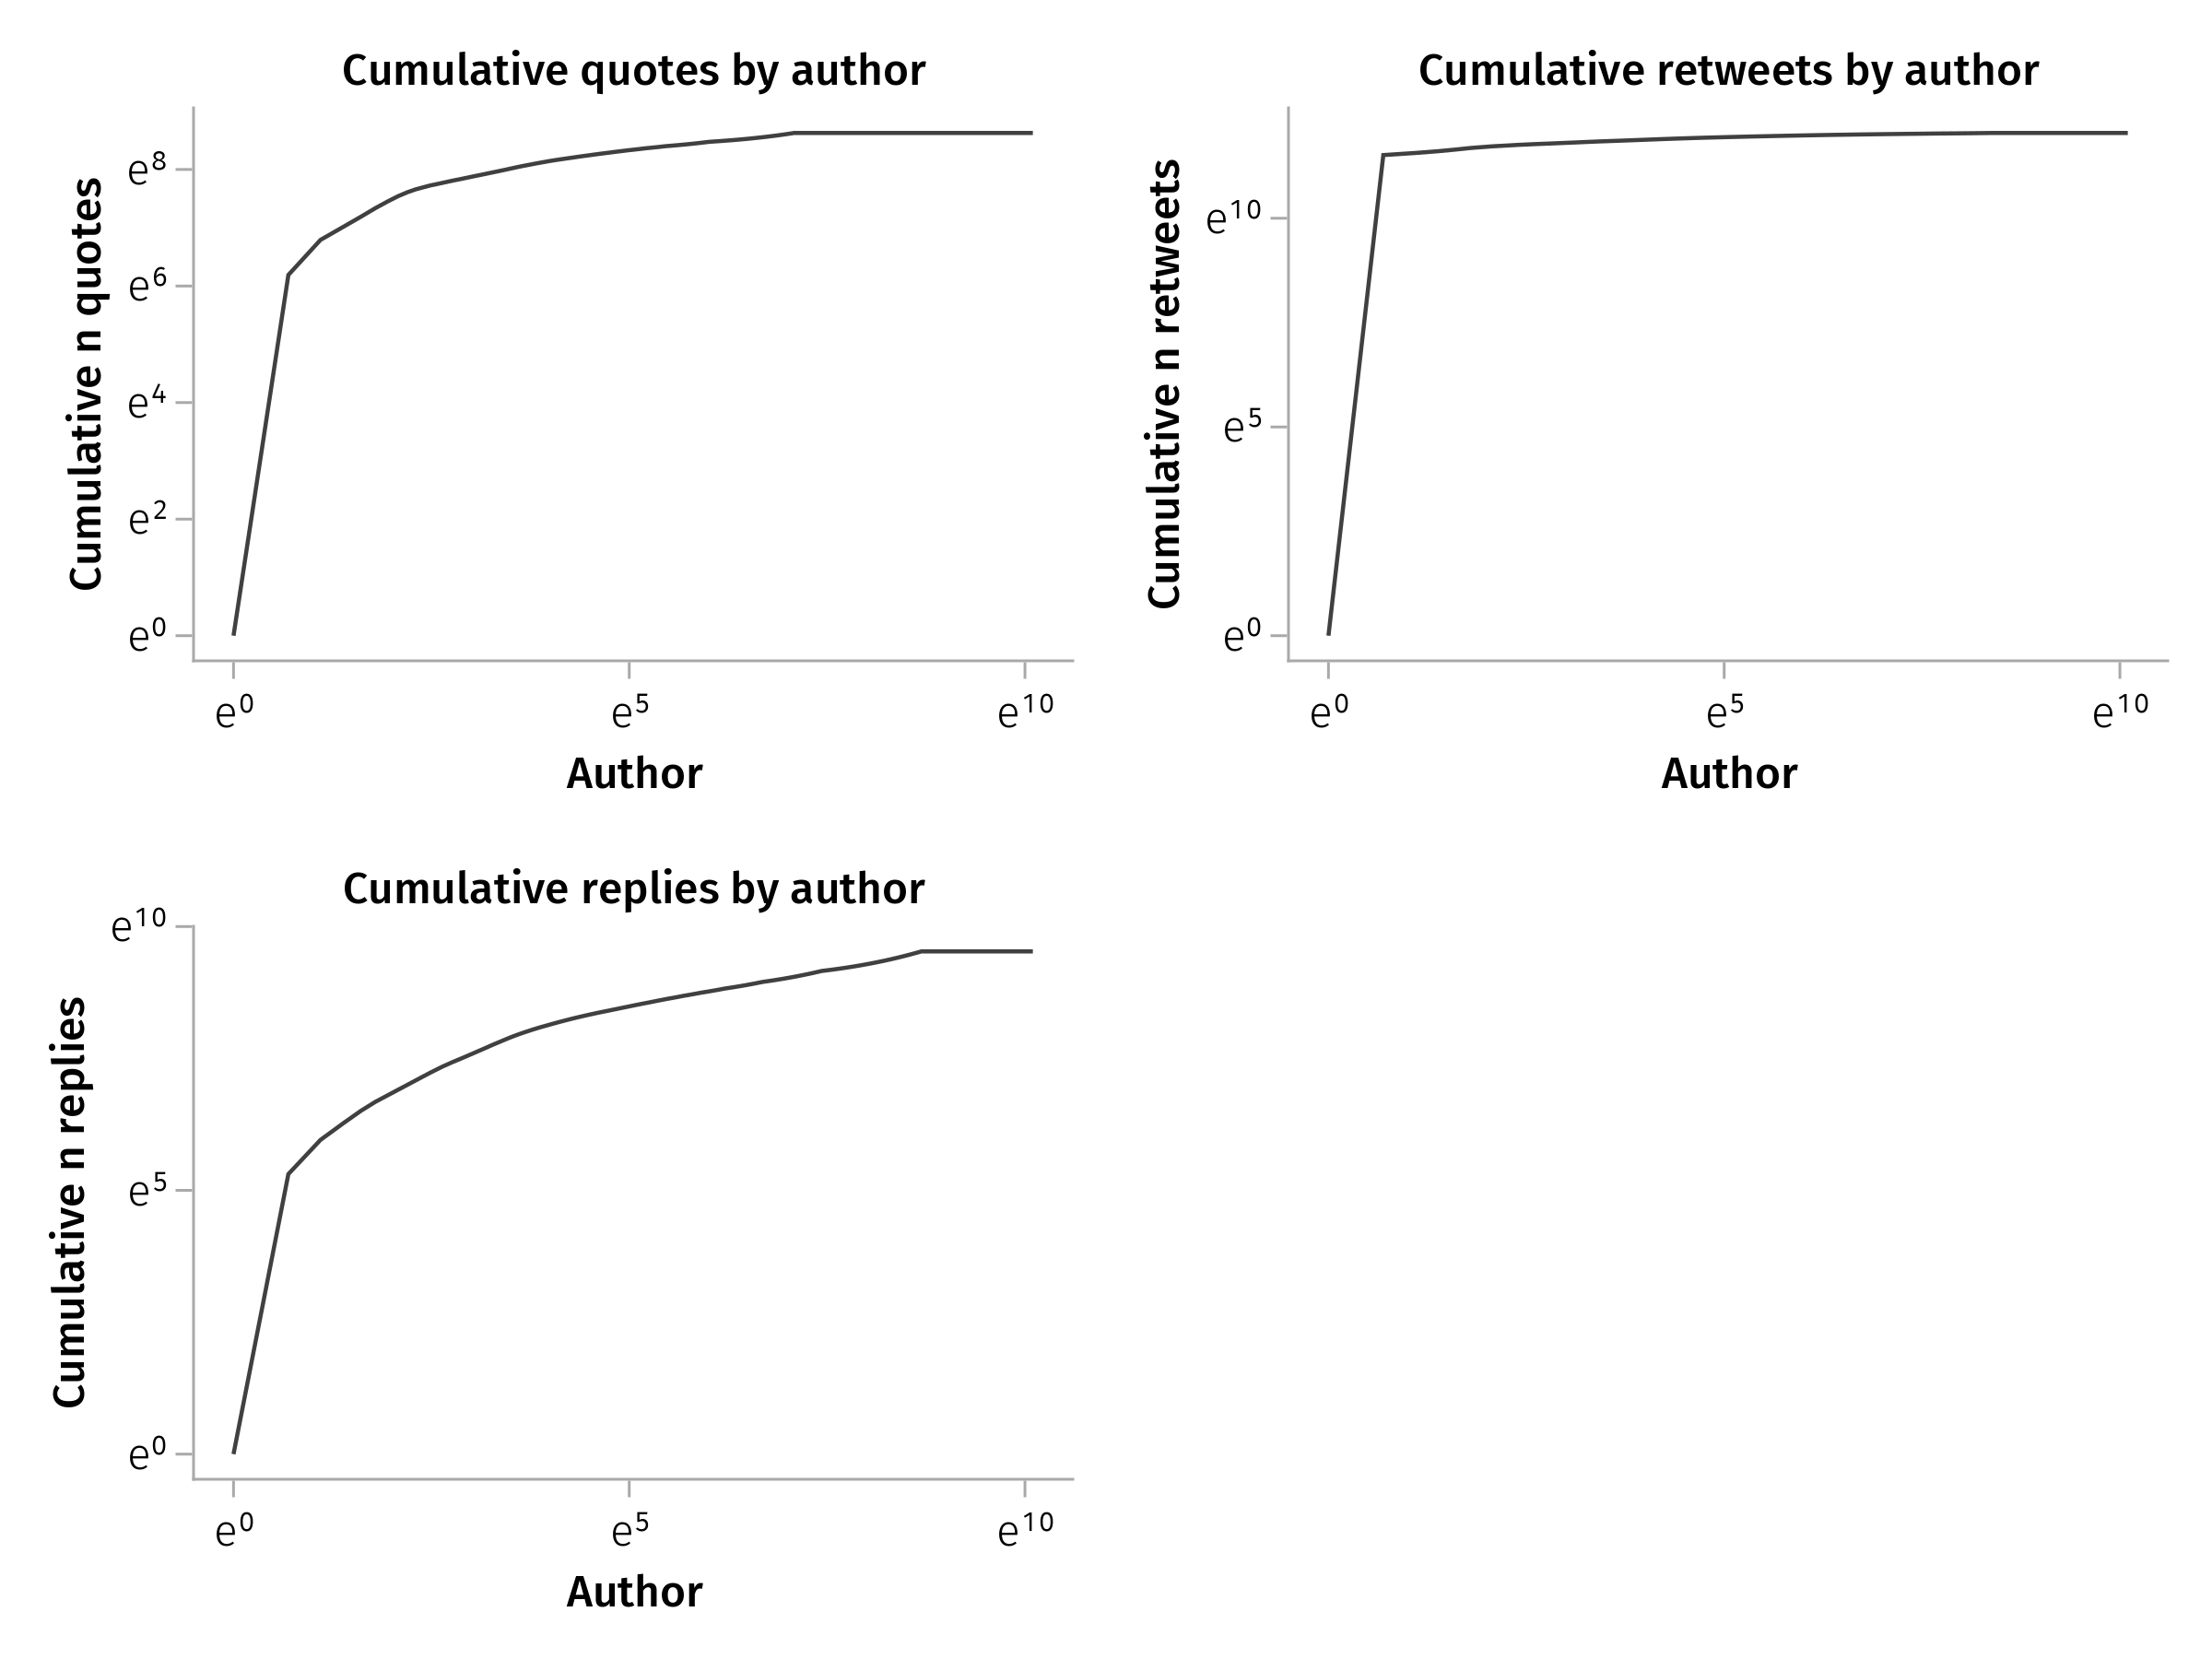 Cumulative quotes by author
Cumulative n quotes
e⁸
e⁶
e⁴
e²
e⁰
e⁰ e⁵ e¹⁰
Author
Cumulative retweets by author
Cumulative n retweets
e¹⁰
e⁵
e⁰
e⁰ e⁵ e¹⁰
Author
Cumulative replies by author
Cumulative n replies
e¹⁰
e⁵
e⁰
e⁰ e⁵ e¹⁰
Author